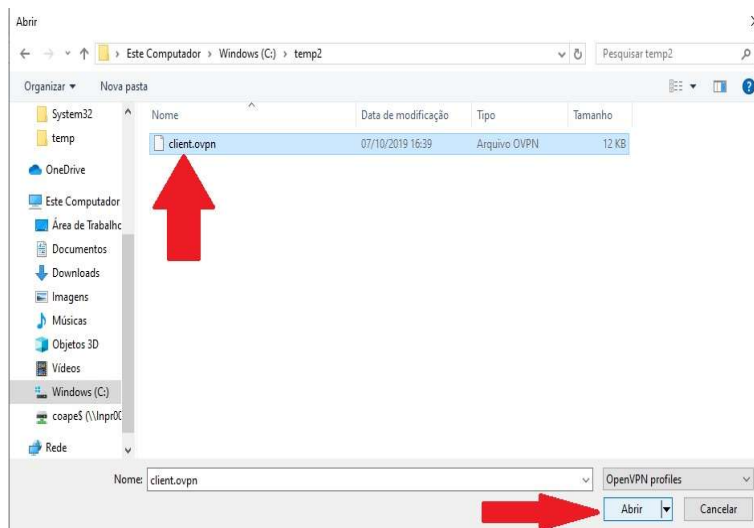 Abrir
Este Computador > Windows (C:) > temp2
Pesquisar temp2
Organizar
Nova pasta
System32
temp
OneDrive
Este Computador
Área de Trabalhc
Documentos
Downloads
Imagens
Músicas
Objetos 3D
Vídeos
Windows (C:)
coape$ (\\Inpr00
Rede
Nome Data de modificação Tipo Tamanho
client.ovpn 07/10/2019 16:39 Arquivo OVPN 12 KB
Nome: client.ovpn
OpenVPN profiles
Abrir
Cancelar